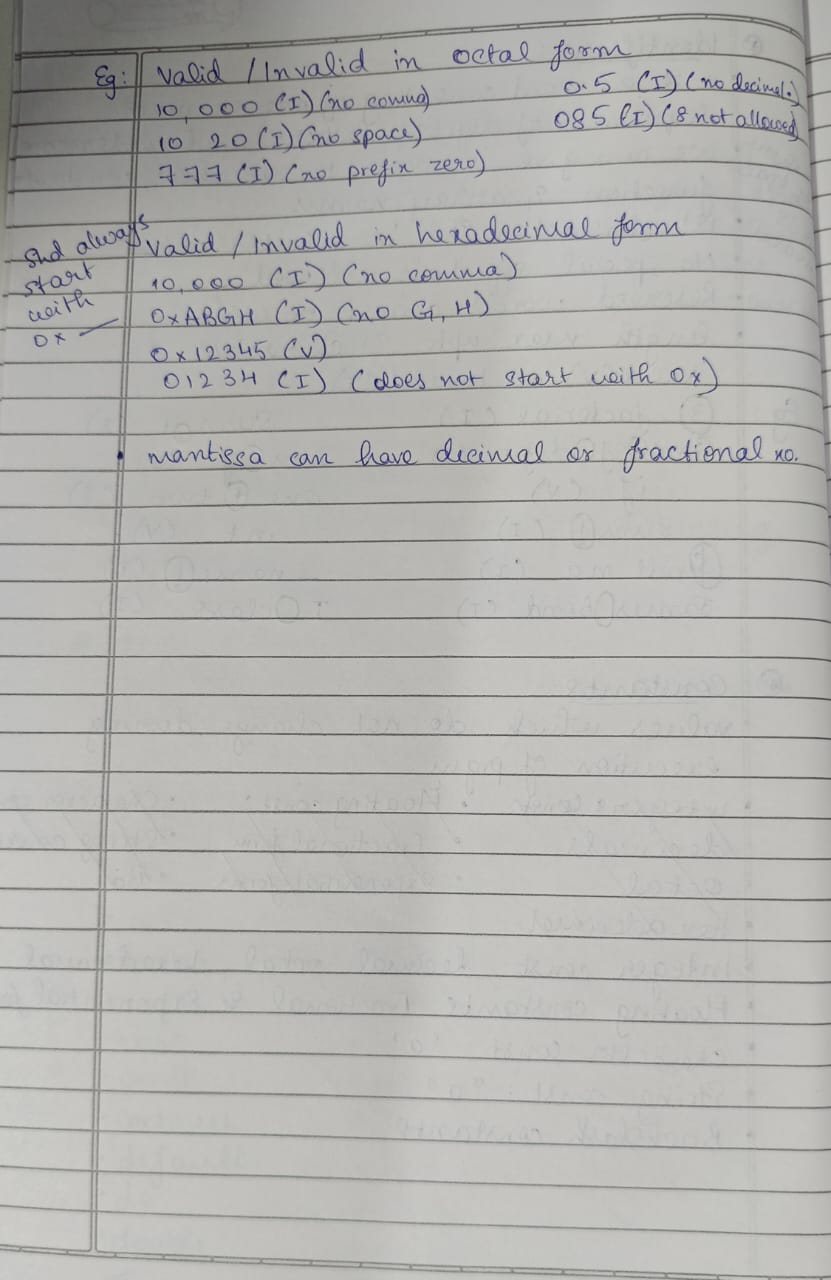 Eg: Valid / Invalid in octal form
10,000 (I) (no comma)
10 20 (I) (no space)
777 (I) (no prefix zero)
0.5 (I) (no decimal.)
085 (I) (8 not allowed)
Shd always
start
with
0x —
Valid / Invalid in hexadecimal form
10,000 (I) (no comma)
0xABGH (I) (no G, H)
0x12345 (V)
01234 (I) (does not start with 0x)
• mantissa can have decimal or fractional no.